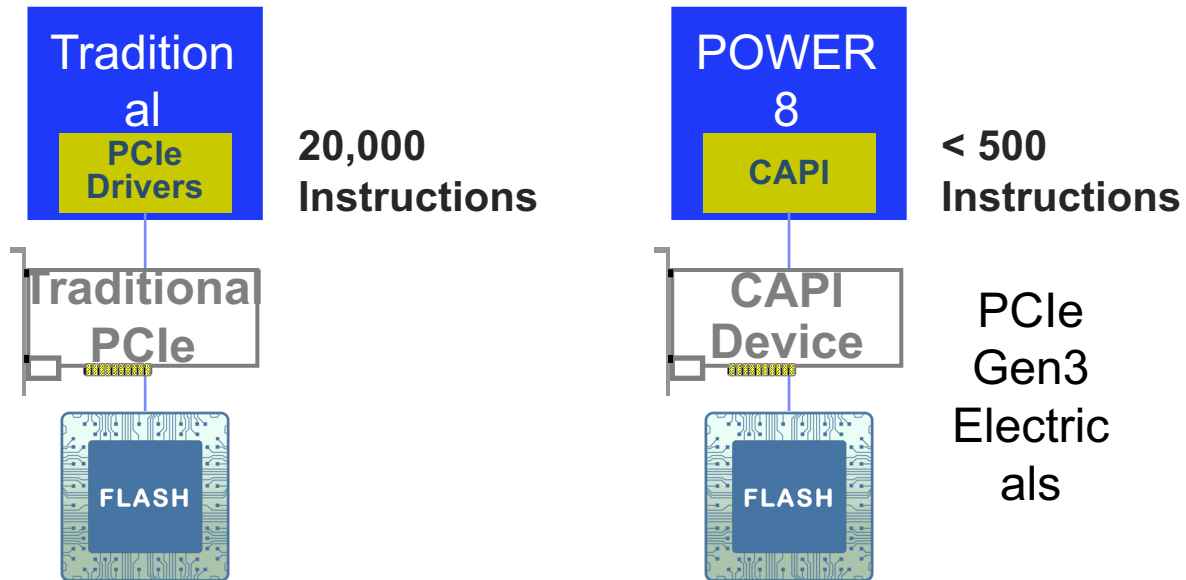 Tradition
al
PCIe
Drivers
20,000
Instructions
Traditional
PCIe
FLASH
POWER
8
CAPI
< 500
Instructions
CAPI
Device
PCIe
Gen3
Electric
als
FLASH